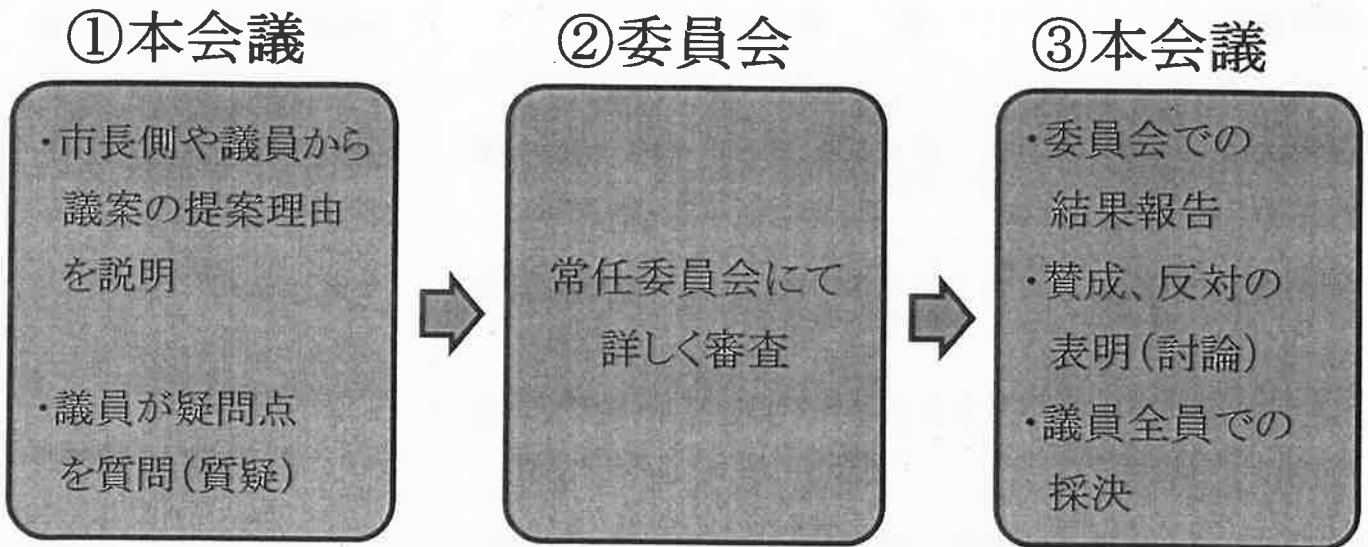 ①本会議
・市長側や議員から
議案の提案理由
を説明
・議員が疑問点
を質問(質疑)
②委員会
常任委員会にて
詳しく審査
③本会議
・委員会での
結果報告
・賛成、反対の
表明(討論)
・議員全員での
採決